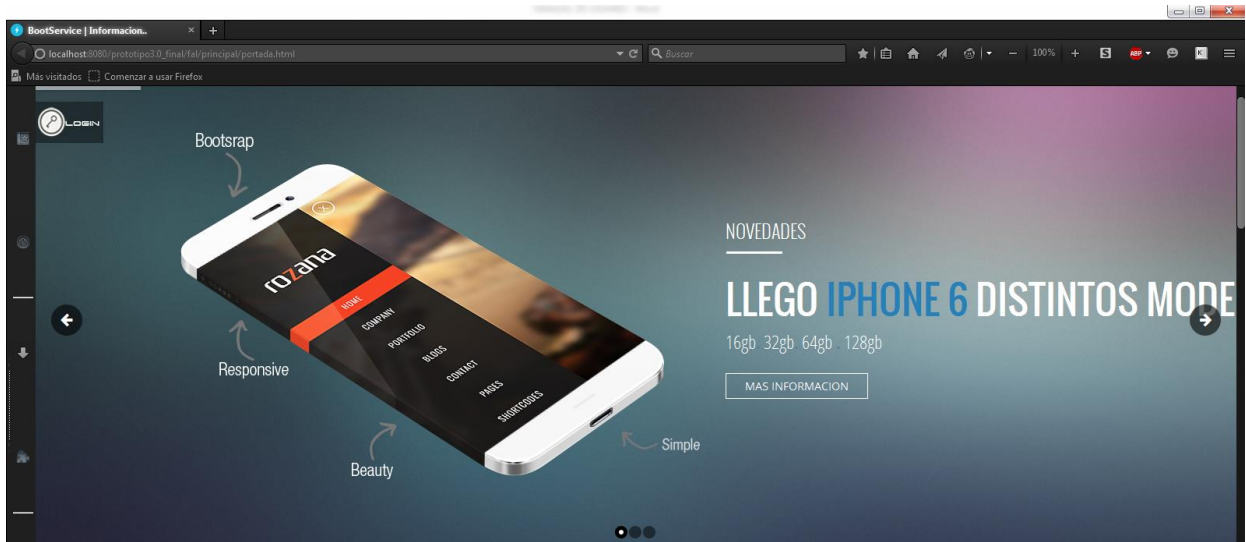 BootService | Informacion..
localhost:8080/prototipo3.0_final/fal/principal/portada.html
Buscar
100%
S
ABP
K
Más visitados
Comenzar a usar Firefox
LOGIN
Bootsrap
rozana
HOME
COMPANY
PORTFOLIO
BLOGS
CONTACT
PAGES
SHORTCODES
Responsive
Beauty
Simple
NOVEDADES
LLEGO IPHONE 6 DISTINTOS MODE
16gb 32gb 64gb . 128gb
MAS INFORMACION